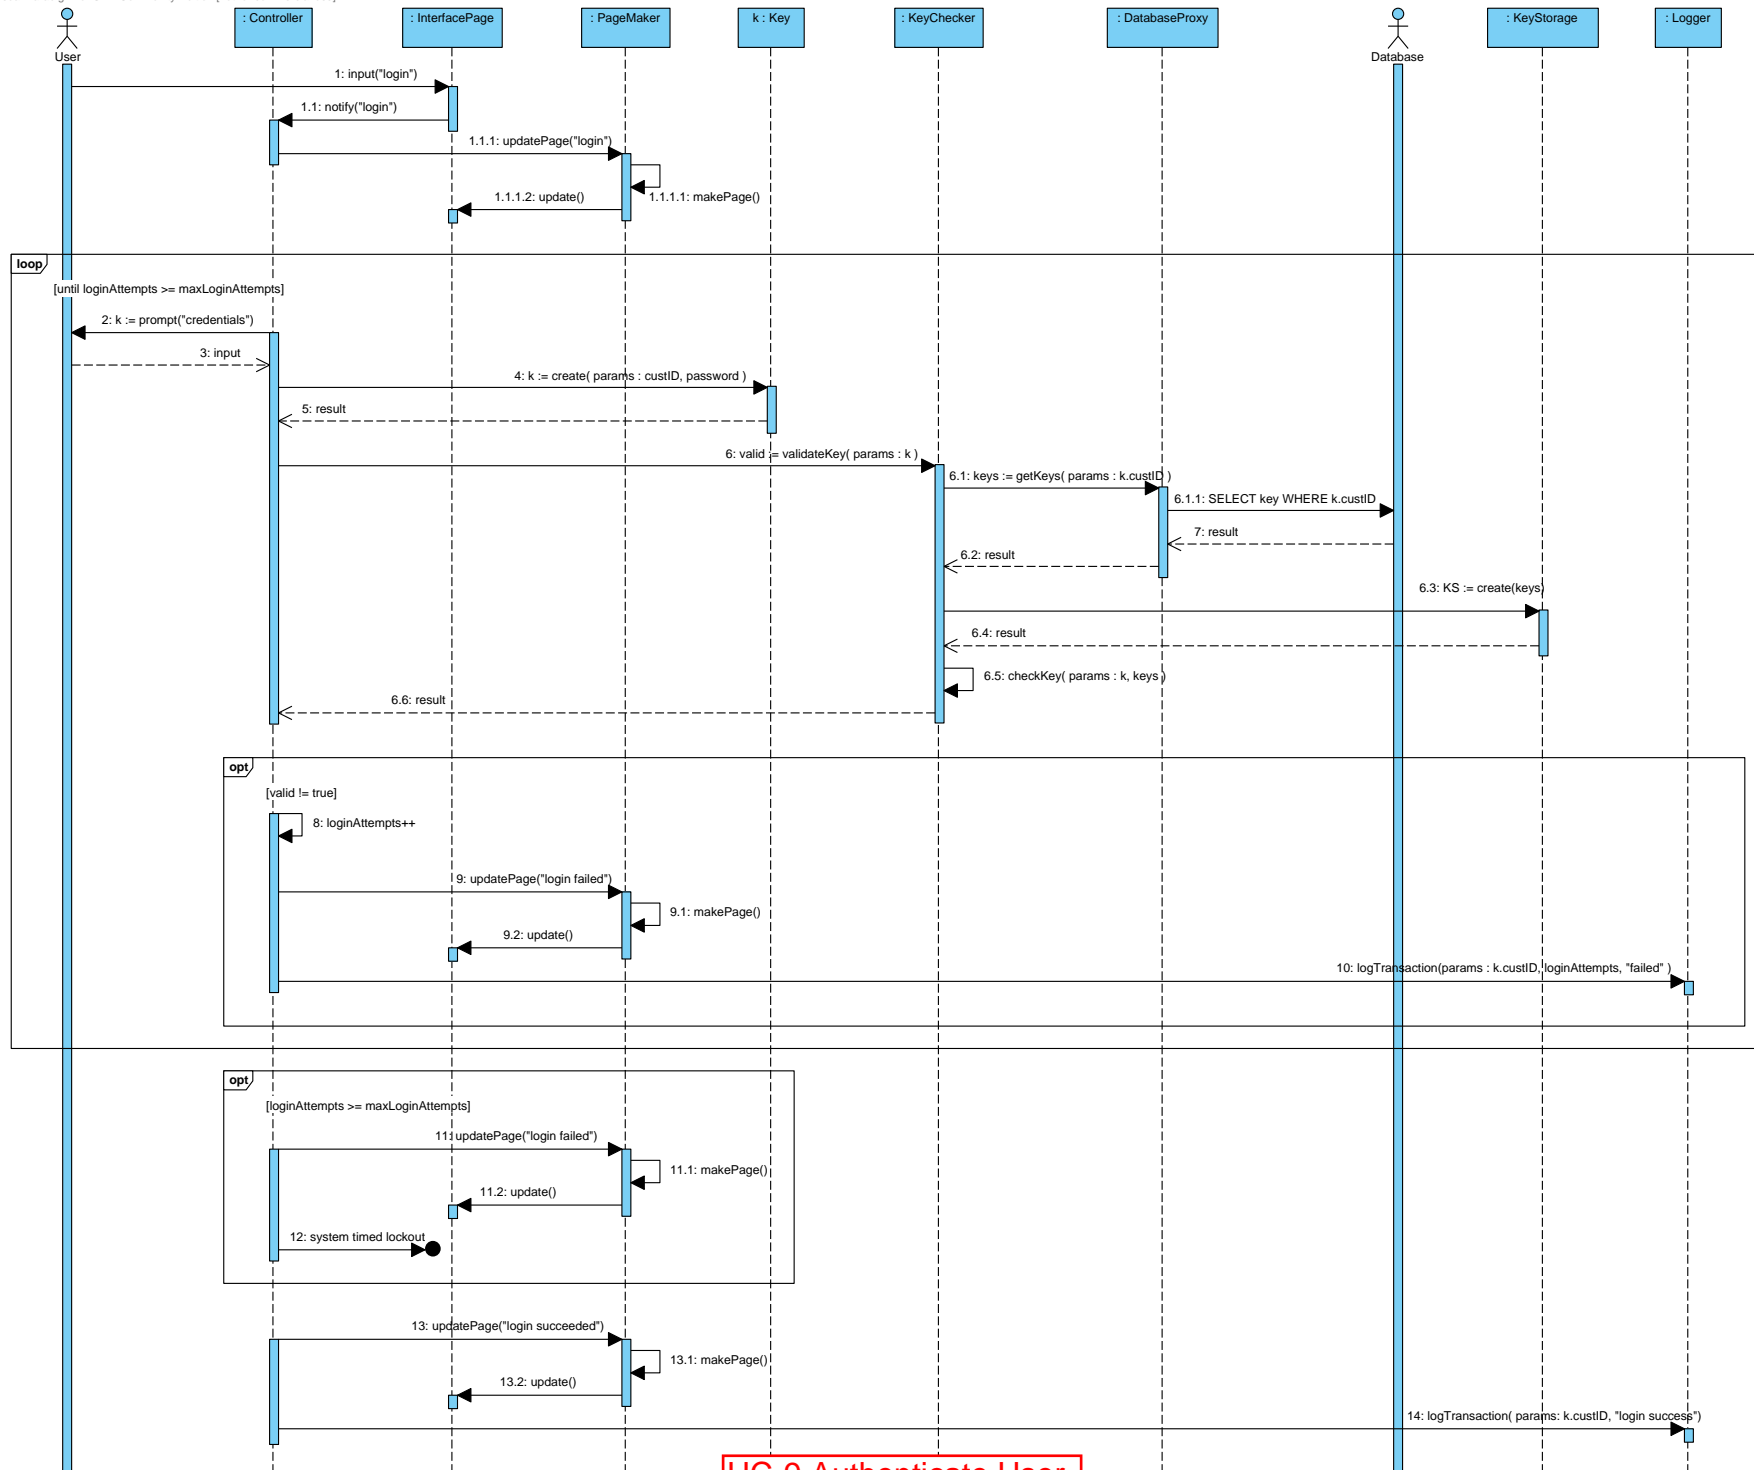 : Controller
: InterfacePage
: PageMaker
k : Key
: KeyChecker
: DatabaseProxy
: KeyStorage
: Logger
User
Database
1: input("login")
1.1: notify("login")
1.1.1: updatePage("login")
1.1.1.1: makePage()
1.1.1.2: update()
loop
[until loginAttempts >= maxLoginAttempts]
2: k := prompt("credentials")
3: input
4: k := create( params : custID, password )
5: result
6: valid := validateKey( params : k )
6.1: keys := getKeys( params : k.custID )
6.1.1: SELECT key WHERE k.custID
7: result
6.2: result
6.3: KS := create(keys)
6.4: result
6.5: checkKey( params : k, keys )
6.6: result
opt
[valid != true]
8: loginAttempts++
9: updatePage("login failed")
9.1: makePage()
9.2: update()
10: logTransaction(params : k.custID, loginAttempts, "failed" )
opt
[loginAttempts >= maxLoginAttempts]
11: updatePage("login failed")
11.1: makePage()
11.2: update()
12: system timed lockout
13: updatePage("login succeeded")
13.1: makePage()
13.2: update()
14: logTransaction( params: k.custID, "login success")
Authenticate User